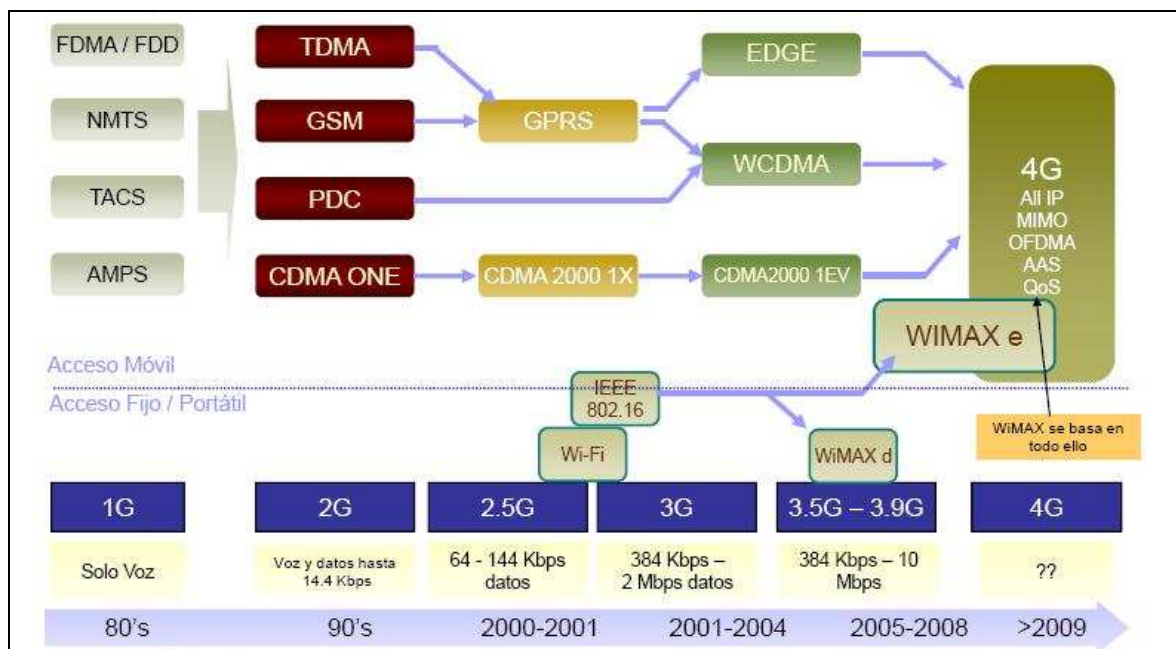 FDMA / FDD
NMTS
TACS
AMPS
TDMA
GSM
PDC
CDMA ONE
GPRS
CDMA 2000 1X
EDGE
WCDMA
CDMA2000 1EV
4G
All IP
MIMO
OFDMA
AAS
QoS
WIMAX e
Acceso Móvil
Acceso Fijo / Portátil
IEEE
802.16
Wi-Fi
WiMAX d
WiMAX se basa en
todo ello
1G
2G
2.5G
3G
3.5G – 3.9G
4G
Solo Voz
Voz y datos hasta
14.4 Kbps
64 - 144 Kbps
datos
384 Kbps –
2 Mbps datos
384 Kbps – 10
Mbps
??
80's
90's
2000-2001
2001-2004
2005-2008
>2009